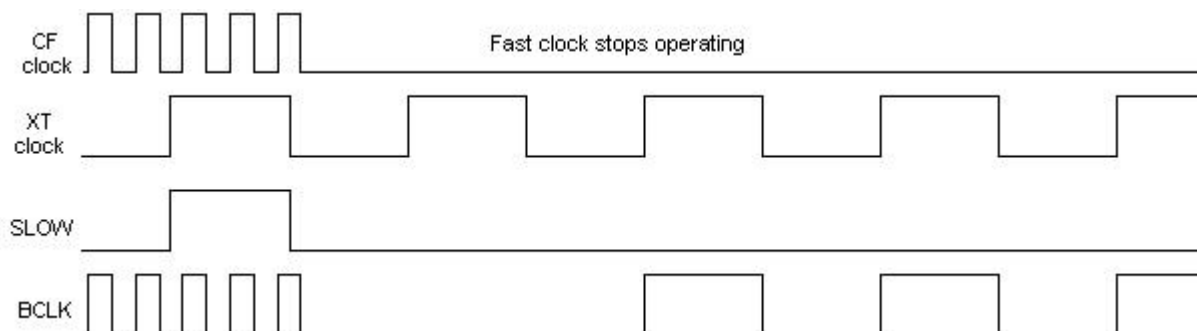 CF
clock
Fast clock stops operating
XT
clock
SLOW
BCLK